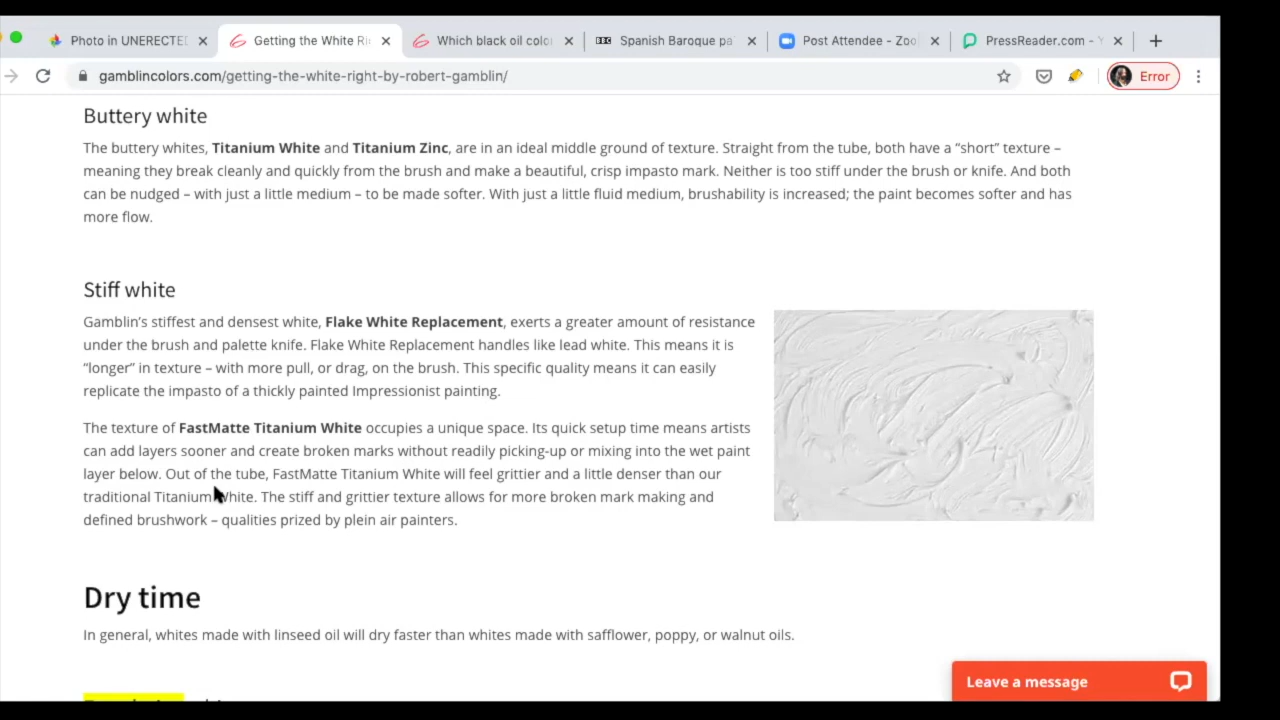 Photo in UNERECTED
Getting the White Ri
Which black oil colo
BBC
Spanish Baroque pa
Post Attendee - Zoo
PressReader.com -
gamblincolors.com/getting-the-white-right-by-robert-gamblin/
Error
Buttery white
The buttery whites, Titanium White and Titanium Zinc, are in an ideal middle ground of texture. Straight from the tube, both have a “short” texture –
meaning they break cleanly and quickly from the brush and make a beautiful, crisp impasto mark. Neither is too stiff under the brush or knife. And both
can be nudged – with just a little medium – to be made softer. With just a little fluid medium, brushability is increased; the paint becomes softer and has
more flow.
Stiff white
Gamblin’s stiffest and densest white, Flake White Replacement, exerts a greater amount of resistance
under the brush and palette knife. Flake White Replacement handles like lead white. This means it is
“longer” in texture – with more pull, or drag, on the brush. This specific quality means it can easily
replicate the impasto of a thickly painted Impressionist painting.
The texture of FastMatte Titanium White occupies a unique space. Its quick setup time means artists
can add layers sooner and create broken marks without readily picking-up or mixing into the wet paint
layer below. Out of the tube, FastMatte Titanium White will feel grittier and a little denser than our
traditional Titanium White. The stiff and grittier texture allows for more broken mark making and
defined brushwork – qualities prized by plein air painters.
Dry time
In general, whites made with linseed oil will dry faster than whites made with safflower, poppy, or walnut oils.
Leave a message